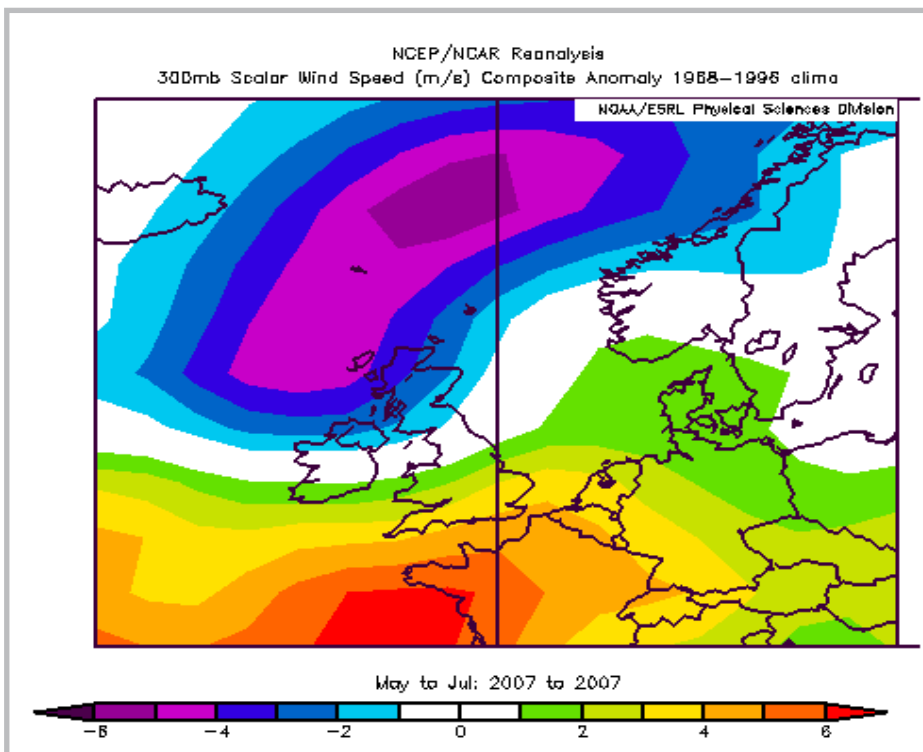 NCEP/NCAR Reanalysis
300mb Scalar Wind Speed (m/s) Composite Anomaly 1968-1996 clima
NOAA/ESRL Physical Sciences Division
May to Jul: 2007 to 2007
-6 -4 -2 0 2 4 6